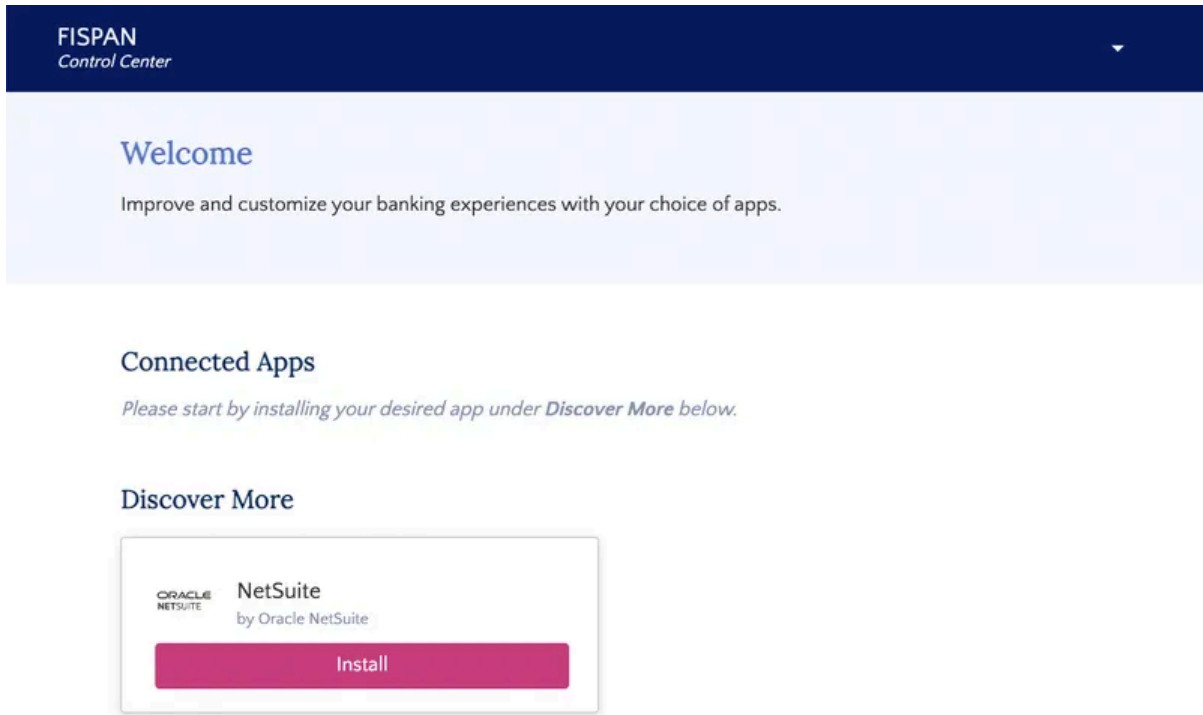 FISPAN
Control Center
Welcome
Improve and customize your banking experiences with your choice of apps.
Connected Apps
Please start by installing your desired app under Discover More below.
Discover More
ORACLE
NETSUITE
NetSuite
by Oracle NetSuite
Install